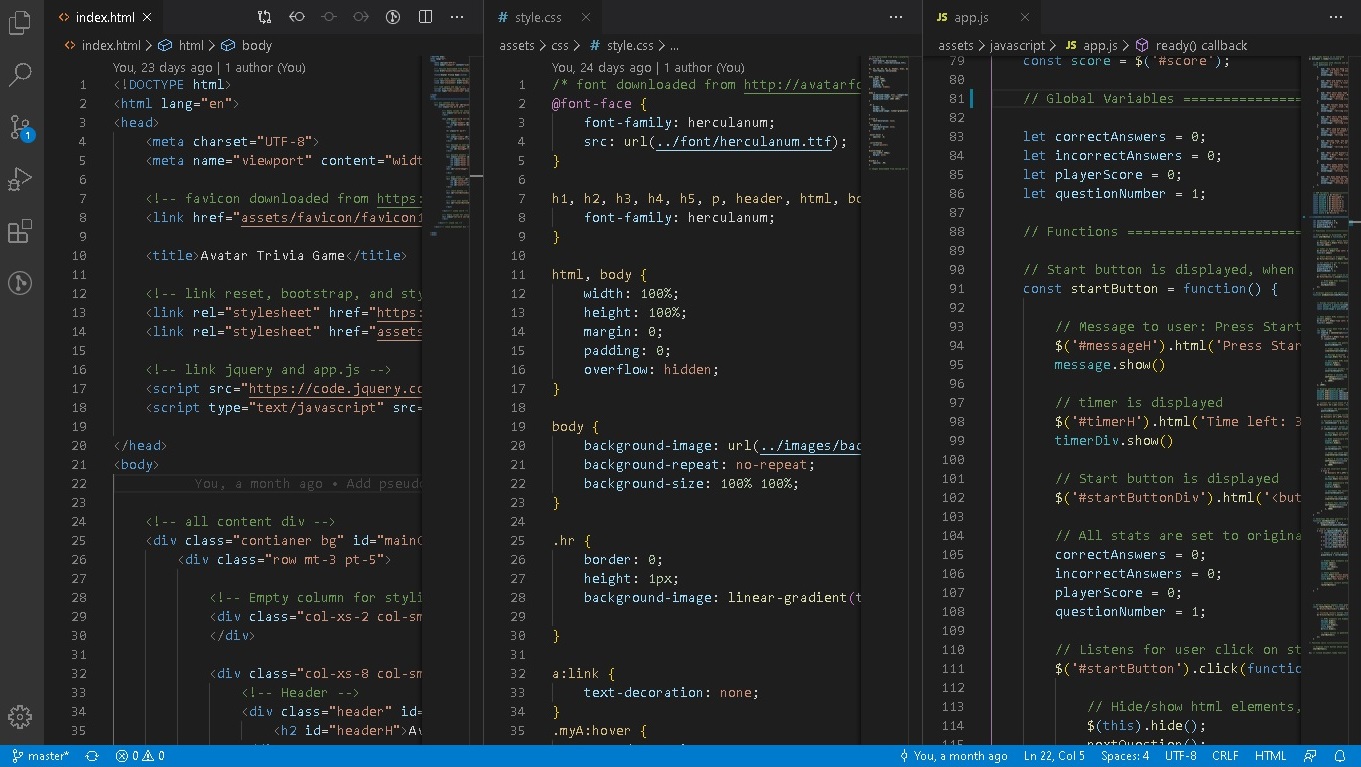 index.html
index.html > html > body
You, 23 days ago | 1 author (You)
1 <!DOCTYPE html>
2 <html lang="en">
3 <head>
4 <meta charset="UTF-8">
5 <meta name="viewport" content="widt
6
7 <!-- favicon downloaded from https:
8 <link href="assets/favicon/favicon1
9
10 <title>Avatar Trivia Game</title>
11
12 <!-- link reset, bootstrap, and sty
13 <link rel="stylesheet" href="https:
14 <link rel="stylesheet" href="assets
15
16 <!-- link jquery and app.js -->
17 <script src="https://code.jquery.co
18 <script type="text/javascript" src=
19
20 </head>
21 <body>
22 You, a month ago • Add pseudo
23
24 <!-- all content div -->
25 <div class="contianer bg" id="mainC
26 <div class="row mt-3 pt-5">
27
28 <!-- Empty column for styli
29 <div class="col-xs-2 col-sm
30 </div>
31
32 <div class="col-xs-8 col-sm
33 <!-- Header -->
34 <div class="header" id=
35 <h2 id="headerH">Av
# style.css
assets > css > # style.css > ...
You, 24 days ago | 1 author (You)
1 /* font downloaded from http://avatarfo
2 @font-face {
3 font-family: herculanum;
4 src: url(../font/herculanum.ttf);
5 }
6
7 h1, h2, h3, h4, h5, p, header, html, bo
8 font-family: herculanum;
9 }
10
11 html, body {
12 width: 100%;
13 height: 100%;
14 margin: 0;
15 padding: 0;
16 overflow: hidden;
17 }
18
19 body {
20 background-image: url(../images/bac
21 background-repeat: no-repeat;
22 background-size: 100% 100%;
23 }
24
25 .hr {
26 border: 0;
27 height: 1px;
28 background-image: linear-gradient(t
29
30 }
31
32 a:link {
33 text-decoration: none;
34 }
35 .myA:hover {
JS app.js
assets > javascript > JS app.js > ready() callback
79 const score = $('#score');
80
81 // Global Variables ===============
82
83 let correctAnswers = 0;
84 let incorrectAnswers = 0;
85 let playerScore = 0;
86 let questionNumber = 1;
87
88 // Functions ======================
89
90 // Start button is displayed, when
91 const startButton = function() {
92
93 // Message to user: Press Start
94 $('#messageH').html('Press Star
95 message.show()
96
97 // timer is displayed
98 $('#timerH').html('Time left: 3
99 timerDiv.show()
100
101 // Start button is displayed
102 $('#startButtonDiv').html('<but
103
104 // All stats are set to origina
105 correctAnswers = 0;
106 incorrectAnswers = 0;
107 playerScore = 0;
108 questionNumber = 1;
109
110 // Listens for user click on st
111 $('#startButton').click(functio
112
113 // Hide/show html elements,
114 $(this).hide();
115 nextQuestion();
1
master* 0 0 You, a month ago Ln 22, Col 5 Spaces: 4 UTF-8 CRLF HTML